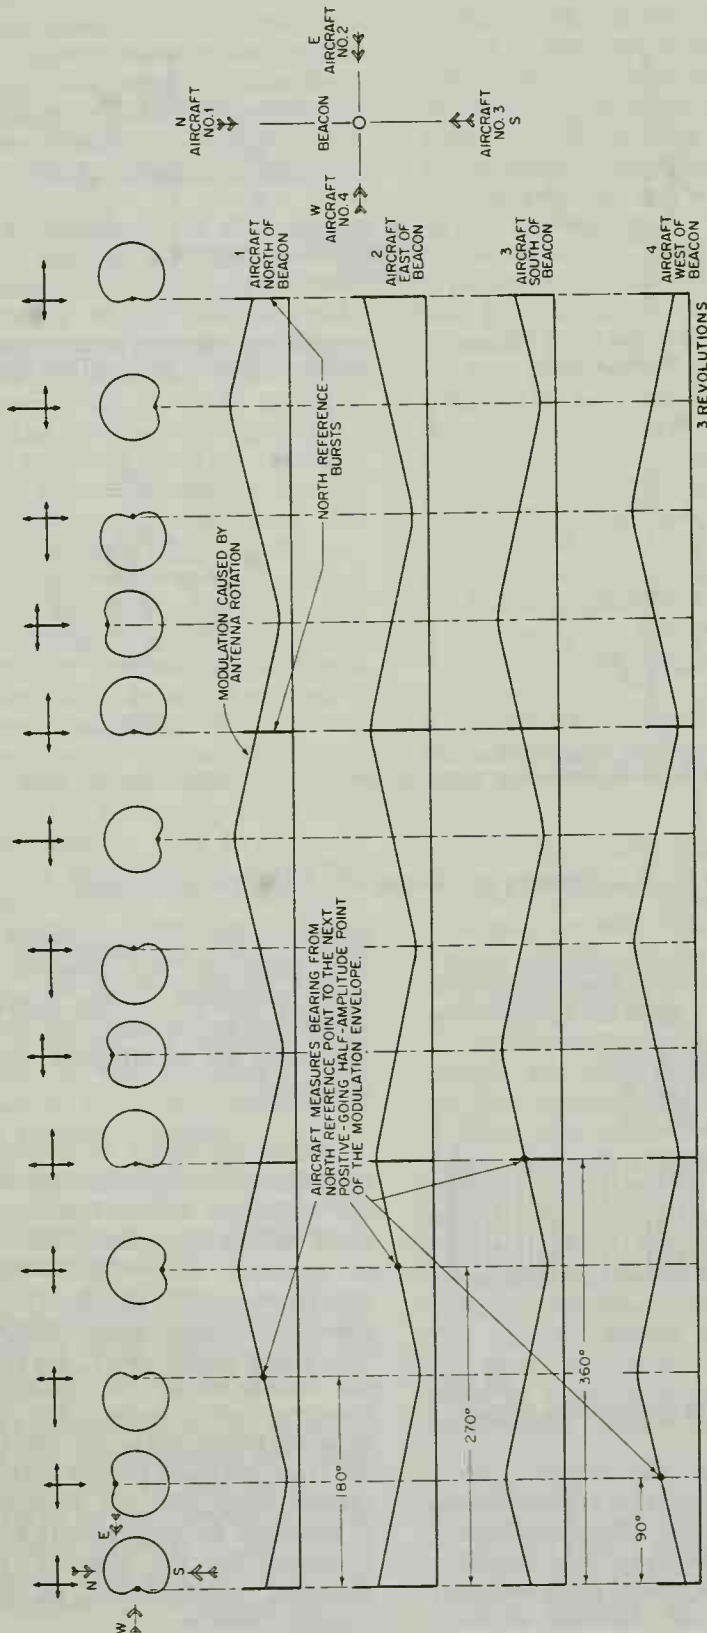 W
N
E
S
N
AIRCRAFT
NO.1
E
AIRCRAFT
NO.2
BEACON
W
AIRCRAFT
NO.4
AIRCRAFT
NO.3
S
1
AIRCRAFT
NORTH OF
BEACON
2
AIRCRAFT
EAST OF
BEACON
3
AIRCRAFT
SOUTH OF
BEACON
4
AIRCRAFT
WEST OF
BEACON
MODULATION CAUSED BY
ANTENNA ROTATION
NORTH REFERENCE
BURSTS
AIRCRAFT MEASURES BEARING FROM
NORTH REFERENCE POINT TO THE NEXT
POSITIVE-GOING HALF-AMPLITUDE POINT
OF THE MODULATION ENVELOPE.
180°
270°
360°
90°
3 REVOLUTIONS